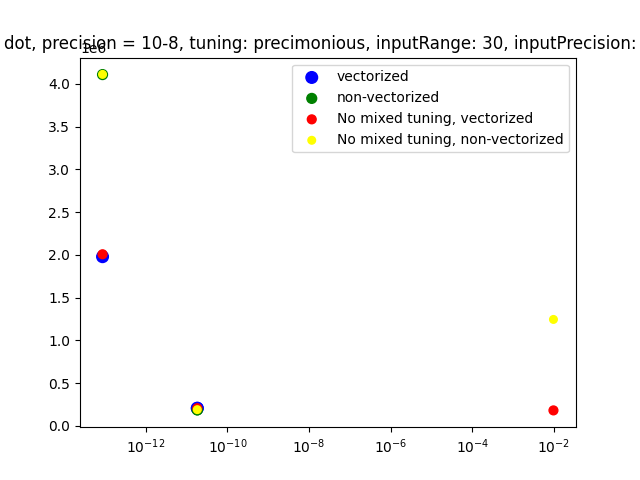 dot, precision = 10-8, tuning: precimonious, inputRange: 30, inputPrecision:
1e6
vectorized
non-vectorized
No mixed tuning, vectorized
No mixed tuning, non-vectorized
4.0
3.5
3.0
2.5
2.0
1.5
1.0
0.5
0.0
10⁻¹² 10⁻¹⁰ 10⁻⁸ 10⁻⁶ 10⁻⁴ 10⁻²